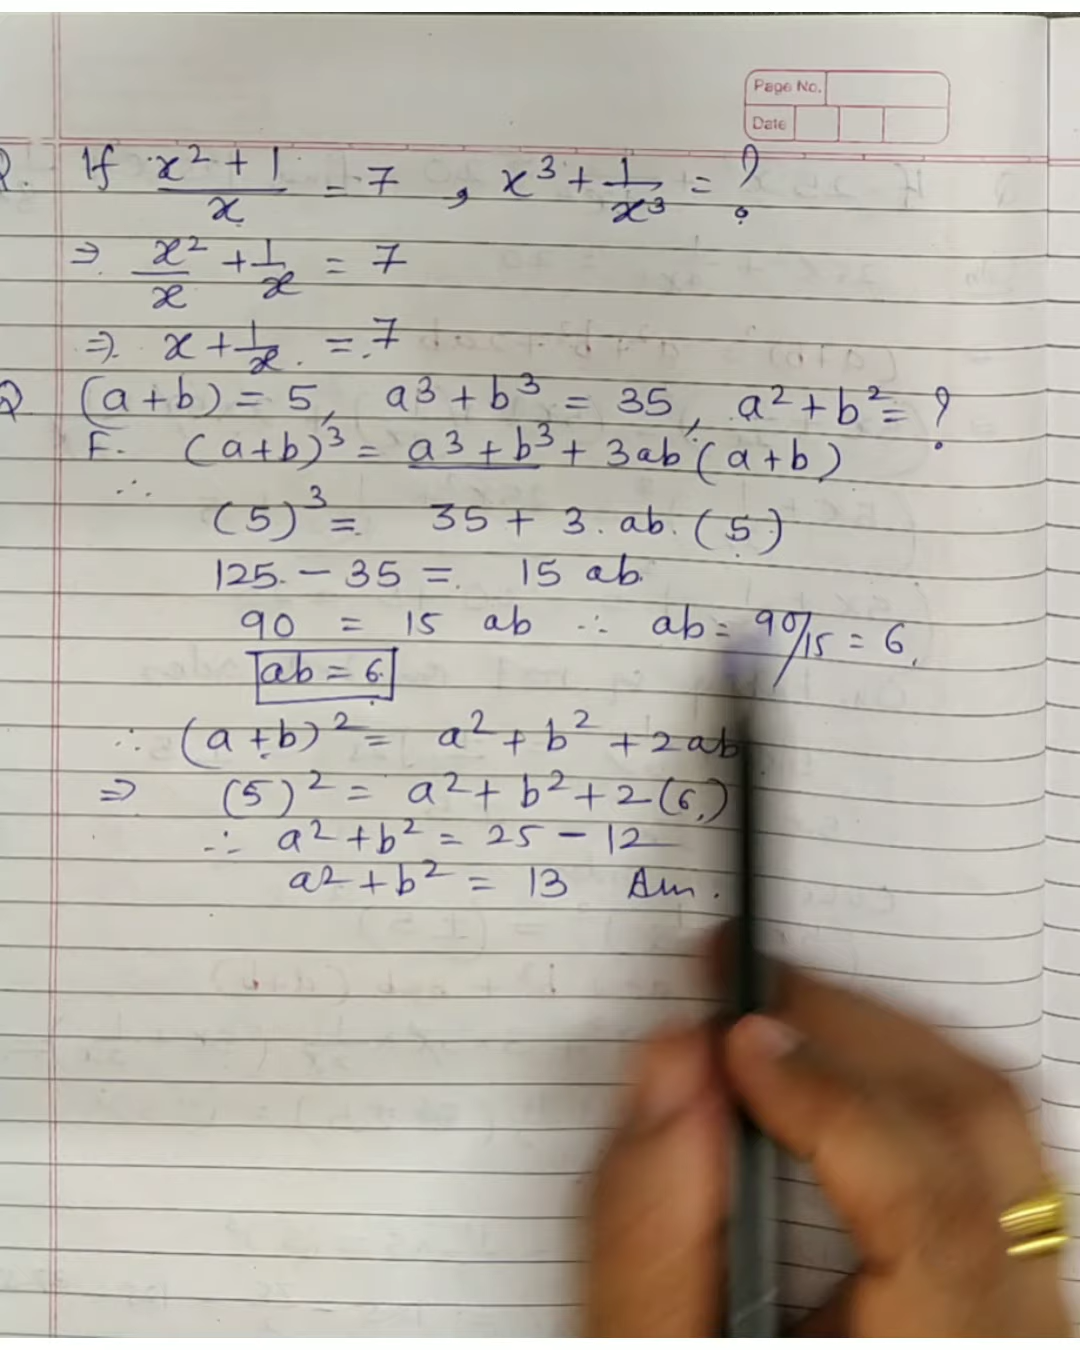 Page No.
Date
Q. If x² + 1 / x = 7 , x³ + 1/x³ = ?
⇒ x²/x + 1/x = 7
⇒ x + 1/x = 7
Q (a+b) = 5, a³ + b³ = 35, a² + b² = ?
F. (a+b)³ = a³ + b³ + 3ab (a+b)
∴ (5)³ = 35 + 3. ab. (5)
125 - 35 = 15 ab
90 = 15 ab ∴ ab = 90/15 = 6.
ab = 6
∴ (a+b)² = a² + b² + 2ab
⇒ (5)² = a² + b² + 2(6)
∴ a² + b² = 25 - 12
a² + b² = 13 Ans.